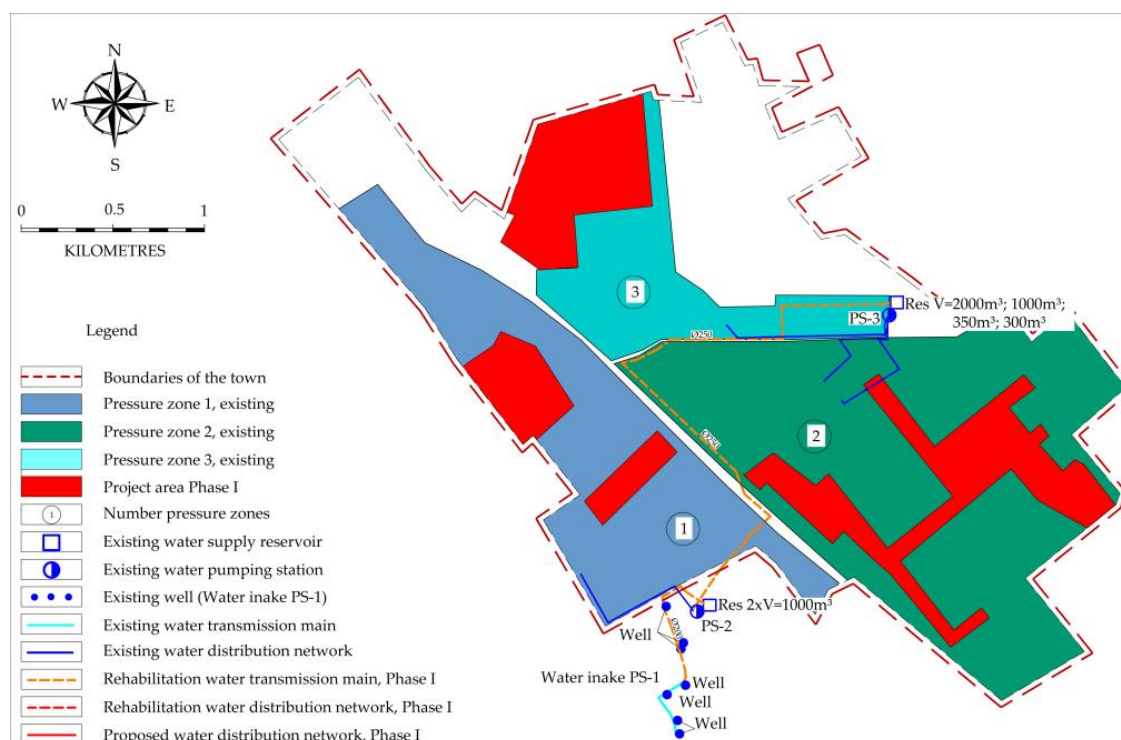 N
W
E
S
0
0.5
1
KILOMETRES
Legend
Boundaries of the town
Pressure zone 1, existing
Pressure zone 2, existing
Pressure zone 3, existing
Project area Phase I
1
Number pressure zones
Existing water supply reservoir
Existing water pumping station
Existing well (Water inake PS-1)
Existing water transmission main
Existing water distribution network
Rehabilitation water transmission main, Phase I
Rehabilitation water distribution network, Phase I
Proposed water distribution network, Phase I
3
Res V=2000m³; 1000m³;
350m³; 300m³
PS-3
Ø250
2
Ø250
1
Res 2xV=1000m³
PS-2
Ø200
Well
Water inake PS-1
Well
Well
Well